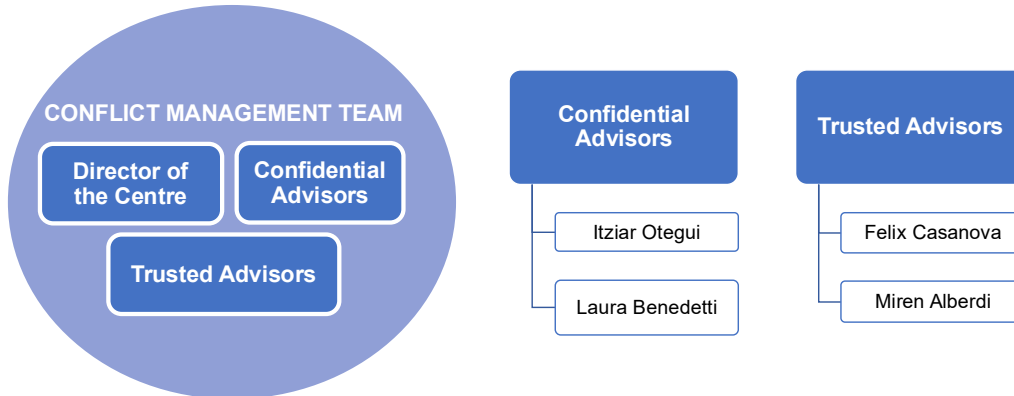 CONFLICT MANAGEMENT TEAM
Director of
the Centre
Confidential
Advisors
Trusted Advisors
Confidential
Advisors
Itziar Otegui
Laura Benedetti
Trusted Advisors
Felix Casanova
Miren Alberdi